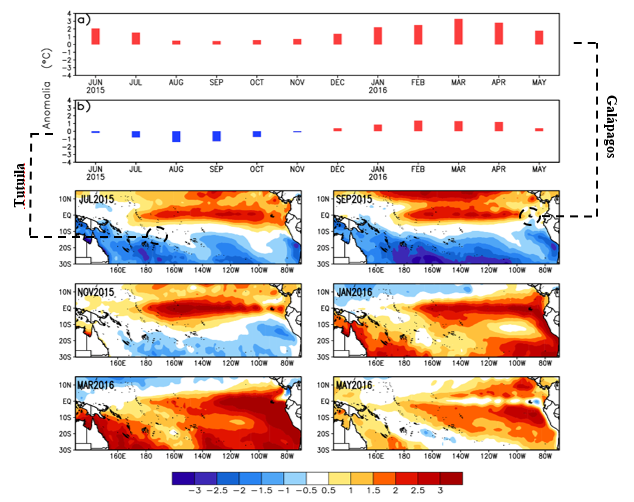 a)
4
3
2
1
0
−1
−2
−3
−4
JUN JUL AUG SEP OCT NOV DEC JAN FEB MAR APR MAY
2015 2016
Anomalia (°C)
b)
4
3
2
1
0
−1
−2
−3
−4
JUN JUL AUG SEP OCT NOV DEC JAN FEB MAR APR MAY
2015 2016
Tutuila
Galápagos
JUL2015
10N
EQ
10S
20S
30S
160E 180 160W 140W 120W 100W 80W
SEP2015
10N
EQ
10S
20S
30S
160E 180 160W 140W 120W 100W 80W
NOV2015
10N
EQ
10S
20S
30S
160E 180 160W 140W 120W 100W 80W
JAN2016
10N
EQ
10S
20S
30S
160E 180 160W 140W 120W 100W 80W
MAR2016
10N
EQ
10S
20S
30S
160E 180 160W 140W 120W 100W 80W
MAY2016
10N
EQ
10S
20S
30S
160E 180 160W 140W 120W 100W 80W
−3 −2.5 −2 −1.5 −1 −0.5 0.5 1 1.5 2 2.5 3